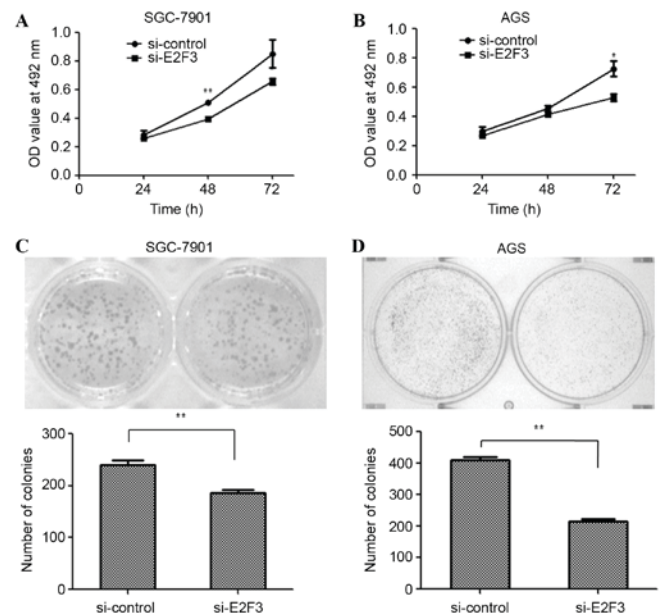 A
SGC-7901
OD value at 492 nm
1.0
0.8
0.6
0.4
0.2
0.0
si-control
si-E2F3
**
0
24
48
72
Time (h)
B
AGS
OD value at 492 nm
1.0
0.8
0.6
0.4
0.2
0.0
si-control
si-E2F3
*
0
24
48
72
Time (h)
C
SGC-7901
**
Number of colonies
300
200
100
0
si-control
si-E2F3
D
AGS
**
Number of colonies
500
400
300
200
100
0
si-control
si-E2F3